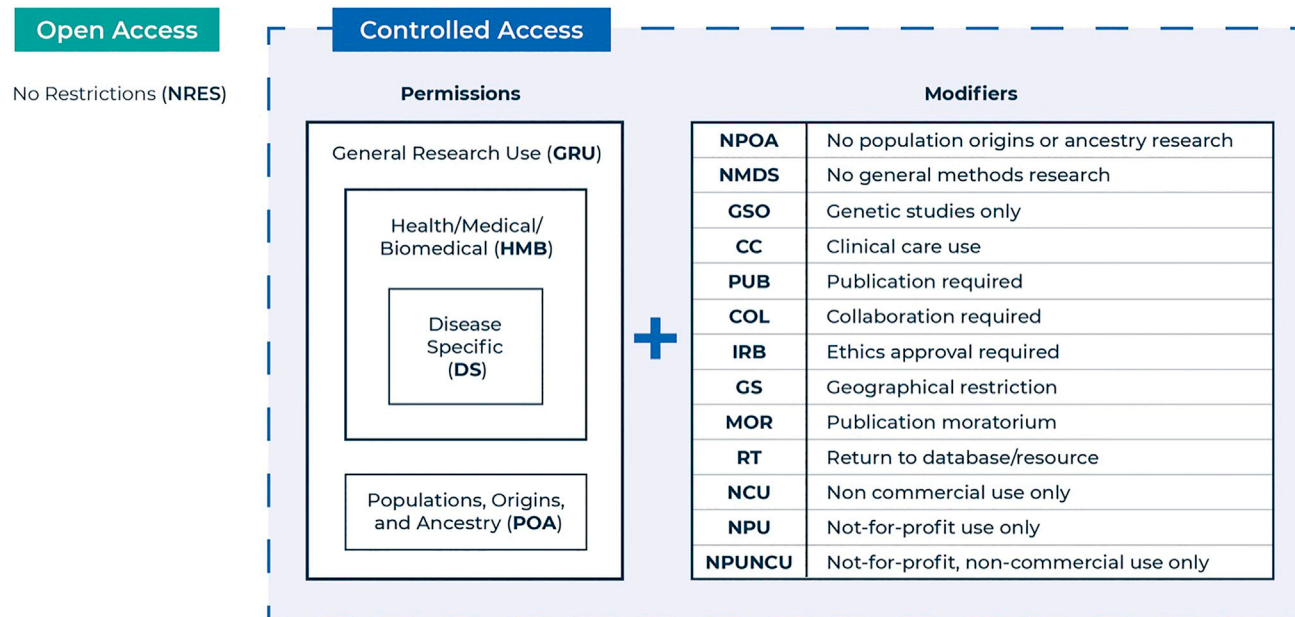 Open Access
No Restrictions (NRES)
Controlled Access
Permissions
General Research Use (GRU)
Health/Medical/
Biomedical (HMB)
Disease
Specific
(DS)
Populations, Origins,
and Ancestry (POA)
+
Modifiers
NPOA No population origins or ancestry research
NMDS No general methods research
GSO Genetic studies only
CC Clinical care use
PUB Publication required
COL Collaboration required
IRB Ethics approval required
GS Geographical restriction
MOR Publication moratorium
RT Return to database/resource
NCU Non commercial use only
NPU Not-for-profit use only
NPUNCU Not-for-profit, non-commercial use only